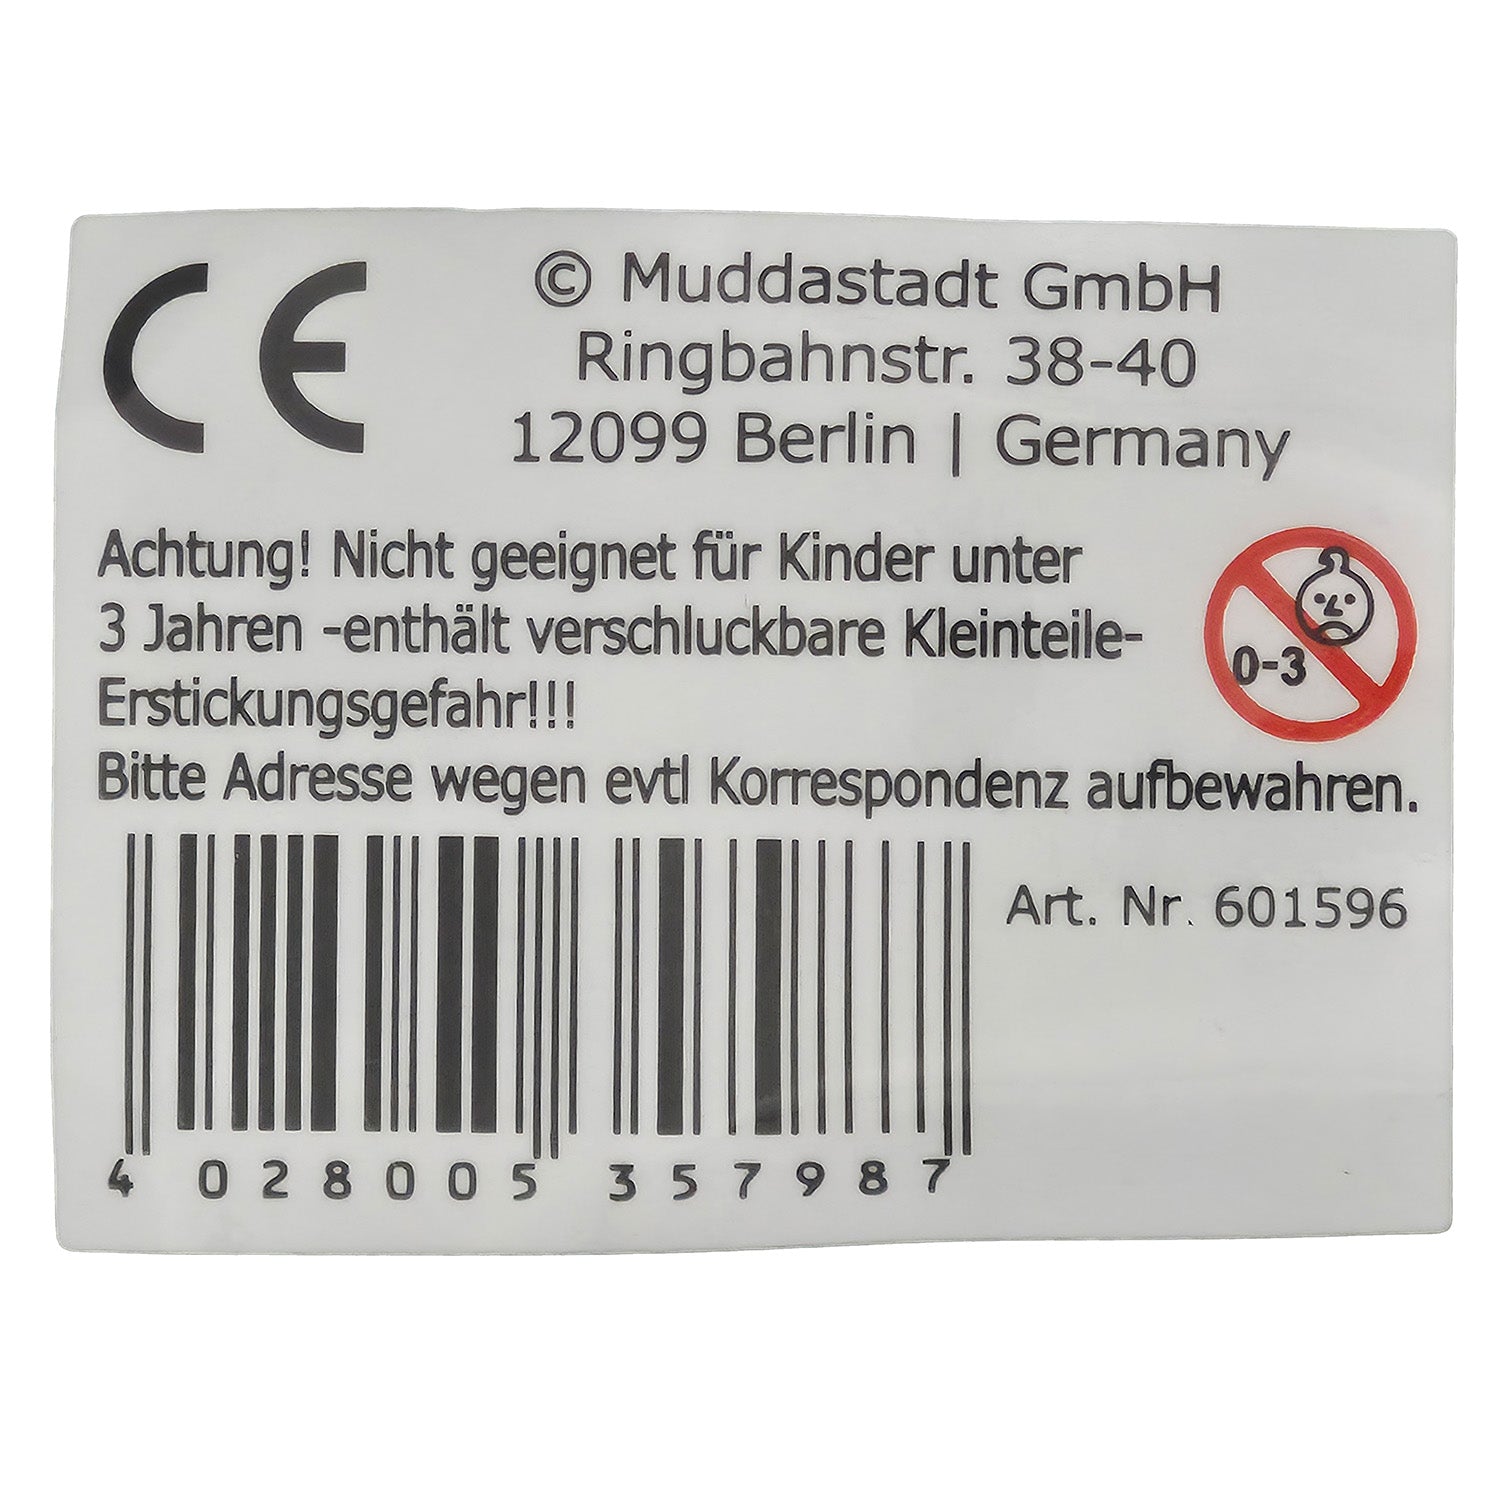 CE
© Muddastadt GmbH
Ringbahnstr. 38-40
12099 Berlin | Germany
Achtung! Nicht geeignet für Kinder unter
3 Jahren -enthält verschluckbare Kleinteile-
Erstickungsgefahr!!!
0-3
Bitte Adresse wegen evtl Korrespondenz aufbewahren.
Art. Nr. 601596
4 028005 357987